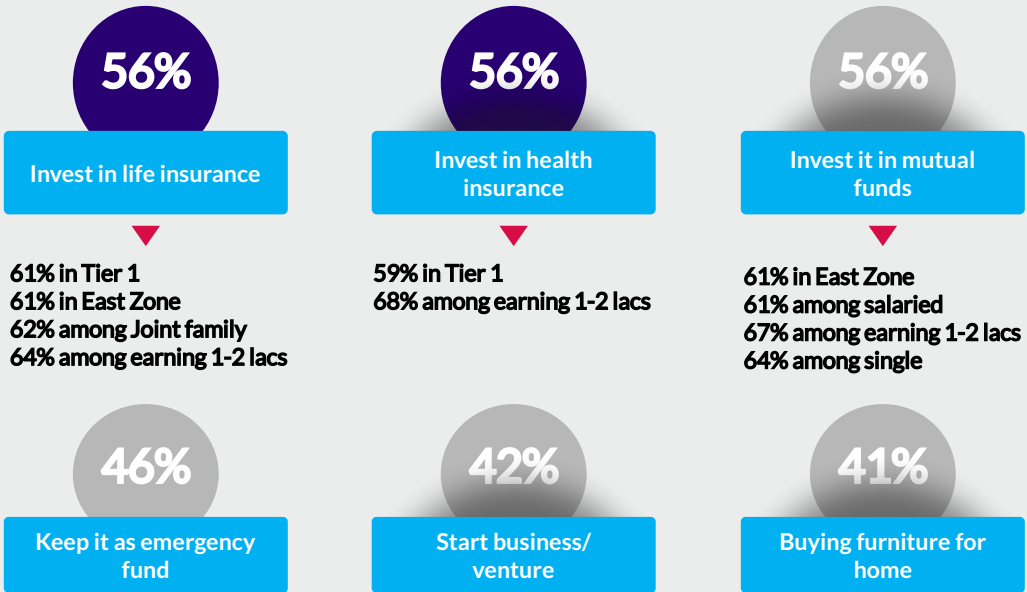 56%
Invest in life insurance
61% in Tier 1
61% in East Zone
62% among Joint family
64% among earning 1-2 lacs
56%
Invest in health
insurance
59% in Tier 1
68% among earning 1-2 lacs
56%
Invest it in mutual
funds
61% in East Zone
61% among salaried
67% among earning 1-2 lacs
64% among single
46%
Keep it as emergency
fund
42%
Start business/
venture
41%
Buying furniture for
home